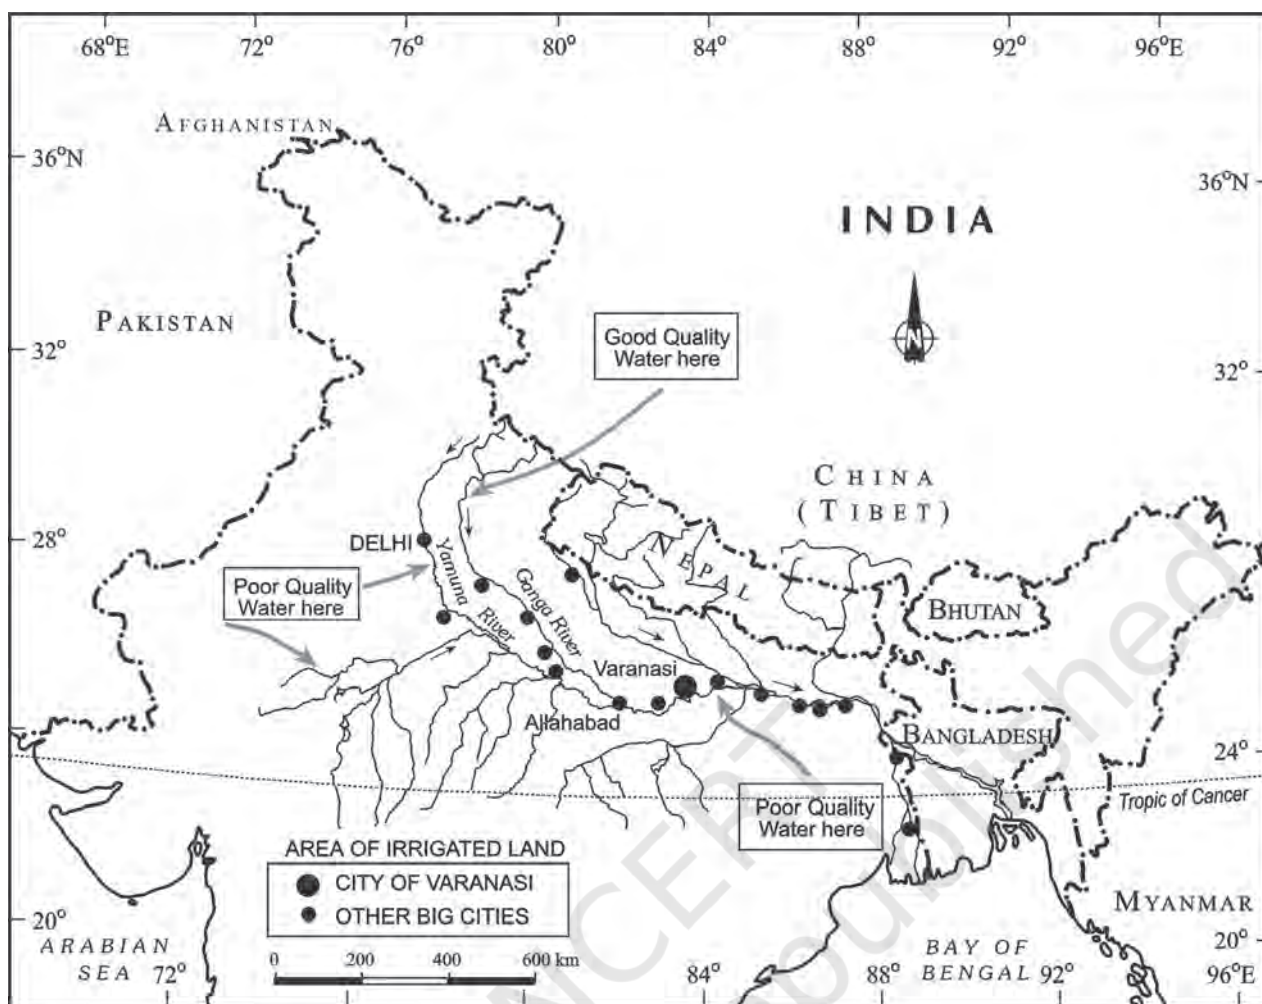 68°E 72° 76° 80° 84° 88° 92° 96°E
AFGHANISTAN
36°N
36°N
INDIA
N
PAKISTAN
Good Quality
Water here
32°
32°
CHINA
(TIBET)
28°
DELHI
28°
NEPAL
Poor Quality
Water here
Yamuna
River
Ganga River
BHUTAN
Varanasi
Allahabad
BANGLADESH
24°
Tropic of Cancer
Poor Quality
Water here
AREA OF IRRIGATED LAND
CITY OF VARANASI
OTHER BIG CITIES
20°
MYANMAR
20°
ARABIAN
SEA
BAY OF
BENGAL
0 200 400 600 km
72° 84° 88° 92° 96°E
NCERT
published